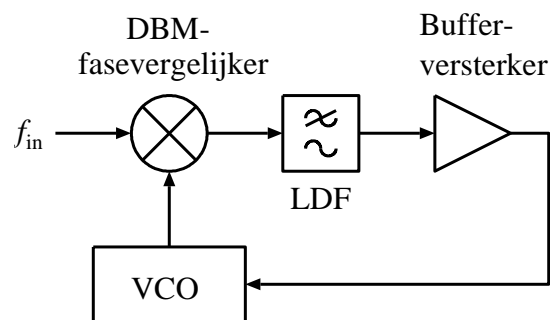 DBM-
fasevergelijker
Buffer-
versterker
fin
LDF
VCO